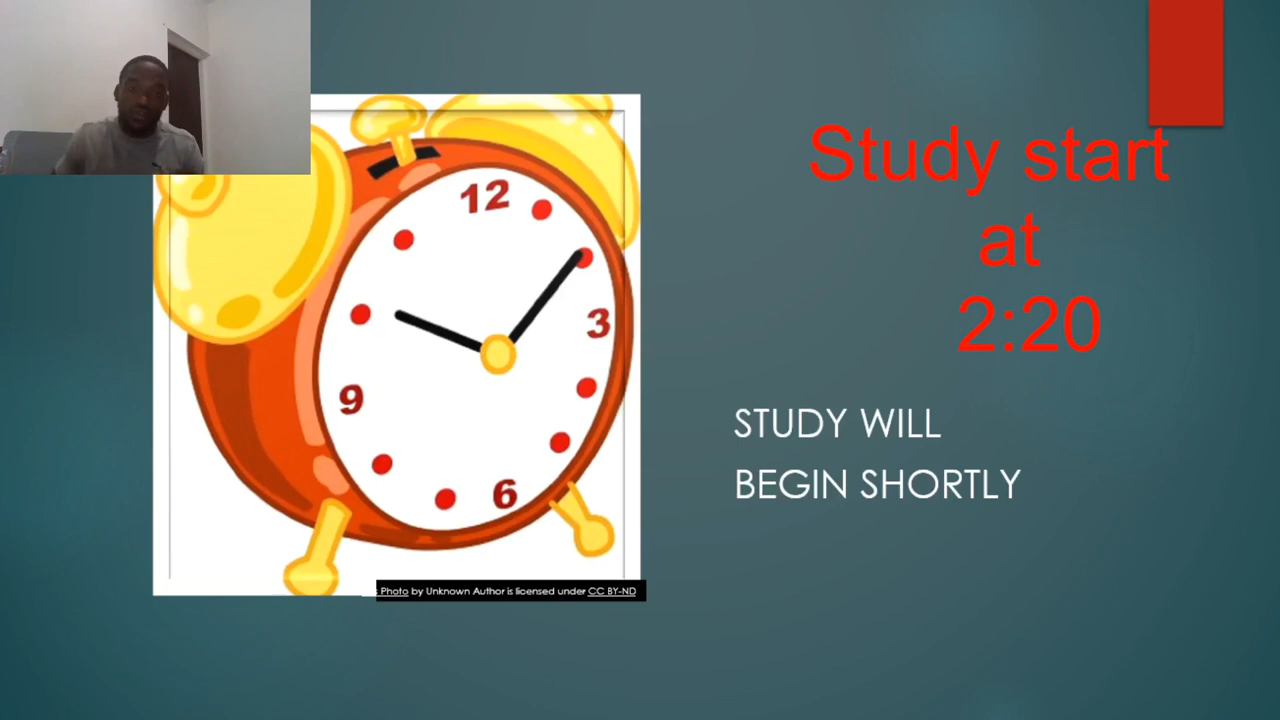 12
3
9
6
Study start
at
2:20
STUDY WILL
BEGIN SHORTLY
Photo by Unknown Author is licensed under CC BY-ND